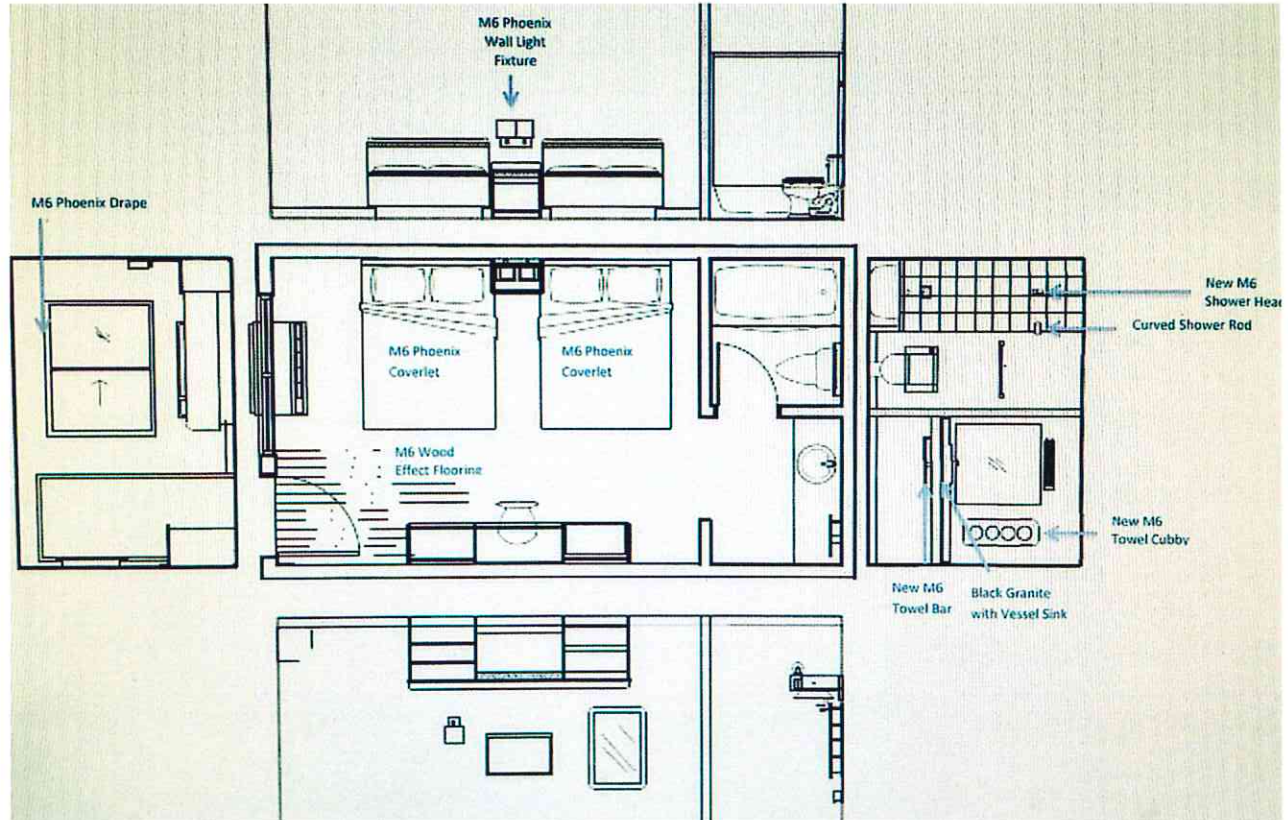 M6 Phoenix
Wall Light
Fixture
M6 Phoenix Drape
New M6
Shower Head
Curved Shower Rod
M6 Phoenix
Coverlet
M6 Phoenix
Coverlet
M6 Wood
Effect Flooring
New M6
Towel Cubby
New M6
Towel Bar
Black Granite
with Vessel Sink